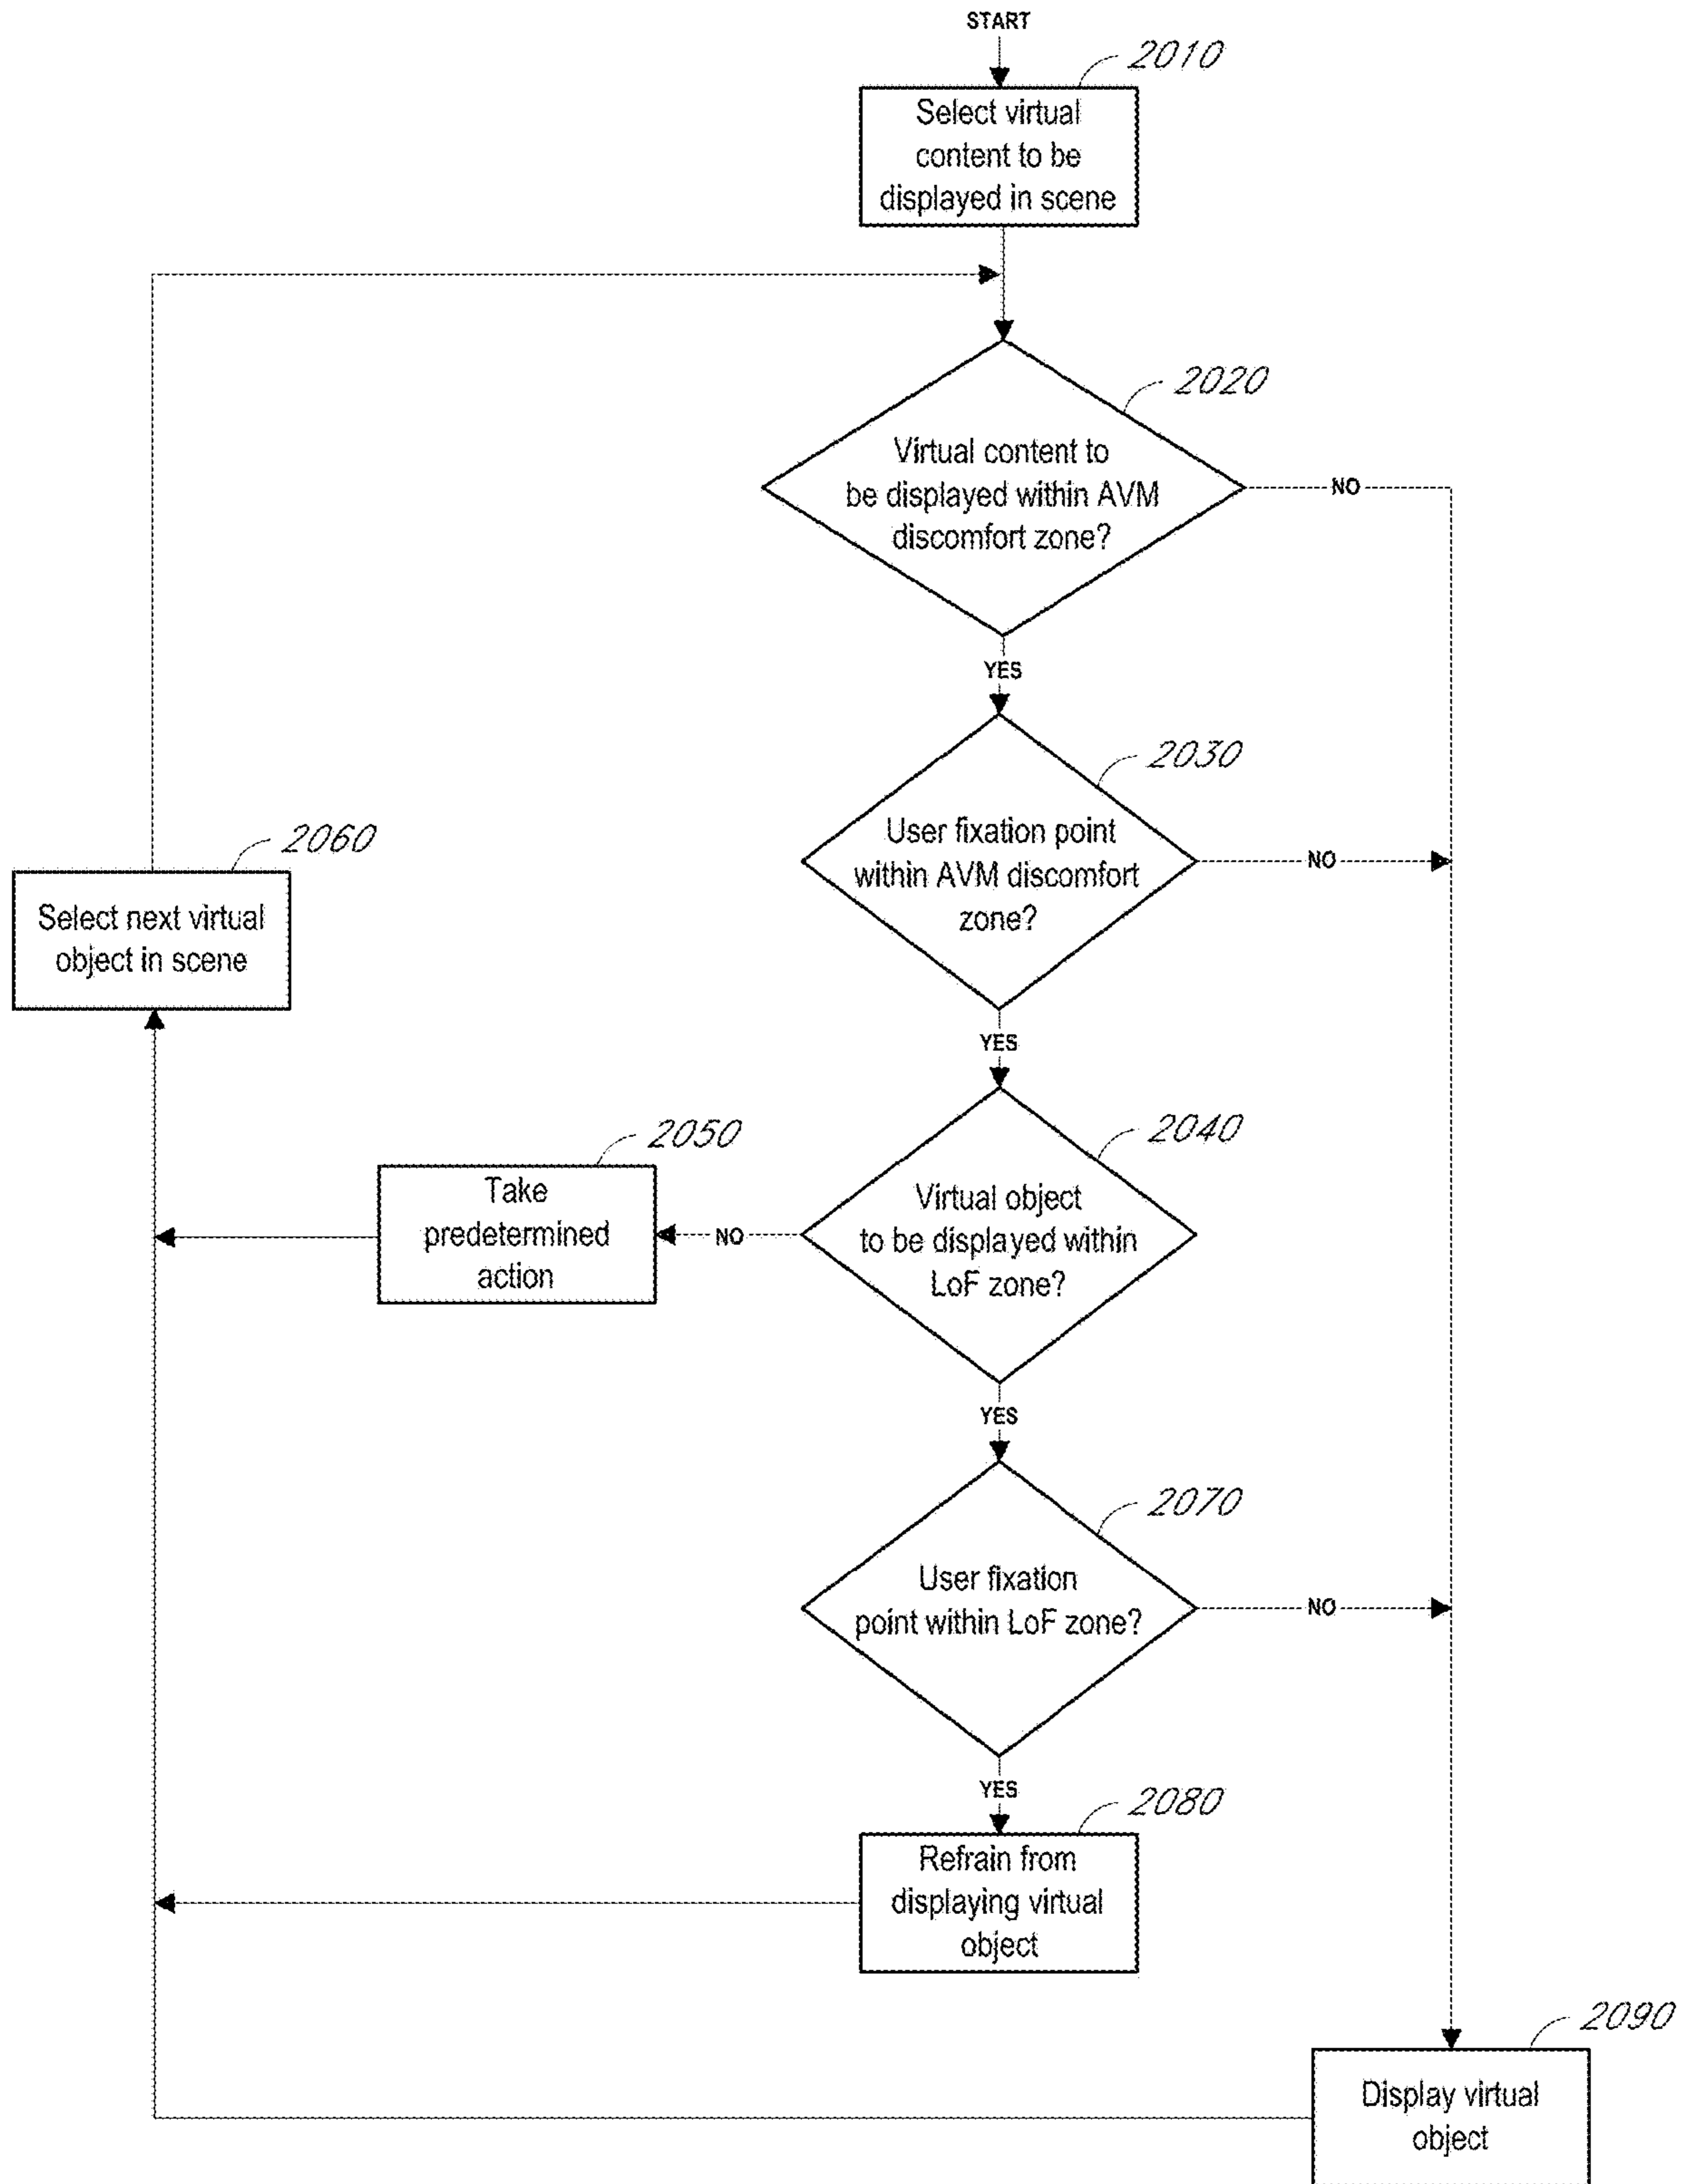 START
2010
Select virtual
content to be
displayed in scene
2020
Virtual content to
be displayed within AVM
discomfort zone?
NO
YES
2030
User fixation point
within AVM discomfort
zone?
NO
YES
2060
Select next virtual
object in scene
2040
Virtual object
to be displayed within
LoF zone?
NO
2050
Take
predetermined
action
YES
2070
User fixation
point within LoF zone?
NO
YES
2080
Refrain from
displaying virtual
object
2090
Display virtual
object